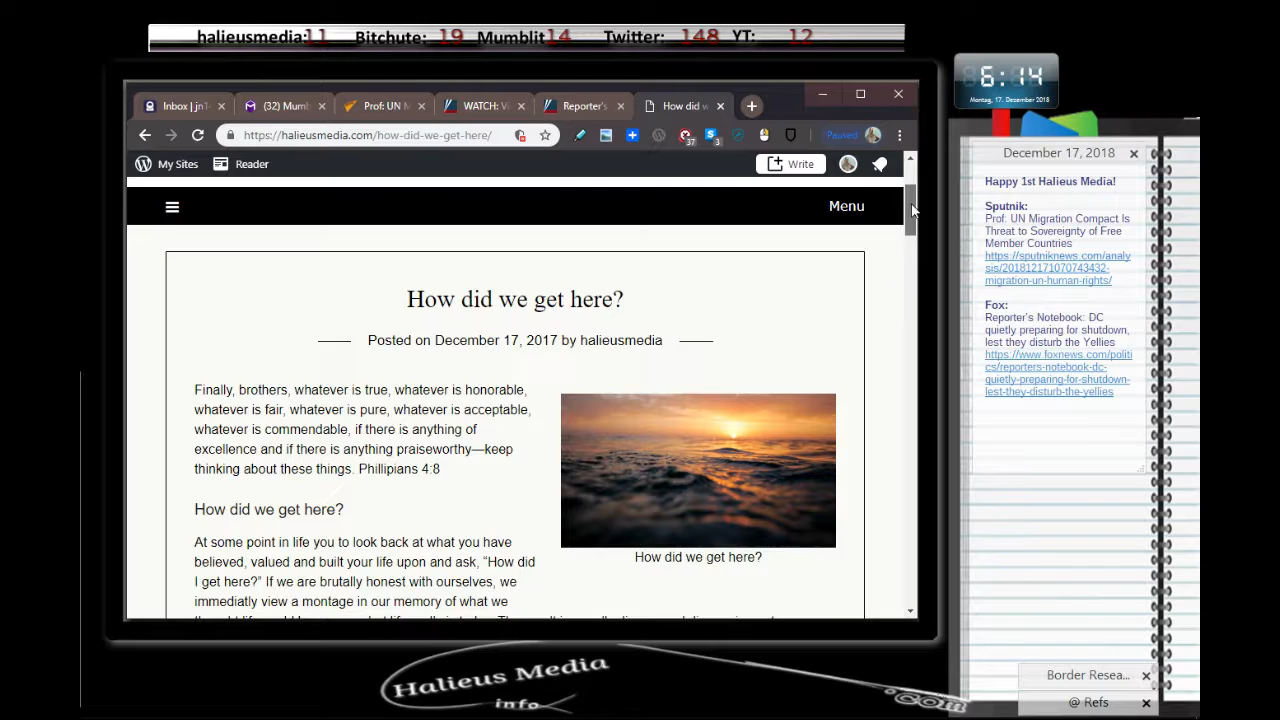 halieusmedia: 11 Bitchute: 19 Mumblit 14 Twitter: 148 YT: 12
Inbox | jn1
(32) Mum
Prof: UN M
WATCH: V
Reporter's
How did w
https://halieusmedia.com/how-did-we-get-here/
37
3
Paused
My Sites
Reader
Write
Menu
How did we get here?
Posted on December 17, 2017 by halieusmedia
Finally, brothers, whatever is true, whatever is honorable,
whatever is fair, whatever is pure, whatever is acceptable,
whatever is commendable, if there is anything of
excellence and if there is anything praiseworthy—keep
thinking about these things. Phillipians 4:8
How did we get here?
How did we get here?
At some point in life you to look back at what you have
believed, valued and built your life upon and ask, “How did
I get here?” If we are brutally honest with ourselves, we
immediatly view a montage in our memory of what we
6:14
Montag, 17. Dezember 2018
December 17, 2018
Happy 1st Halieus Media!
Sputnik:
Prof: UN Migration Compact Is
Threat to Sovereignty of Free
Member Countries
https://sputniknews.com/analy
sis/201812171070743432-
migration-un-human-rights/
Fox:
Reporter's Notebook: DC
quietly preparing for shutdown,
lest they disturb the Yellies
https://www.foxnews.com/politi
cs/reporters-notebook-dc-
quietly-preparing-for-shutdown-
lest-they-disturb-the-yellies
Border Resea...
@ Refs
Halieus Media
info
.com